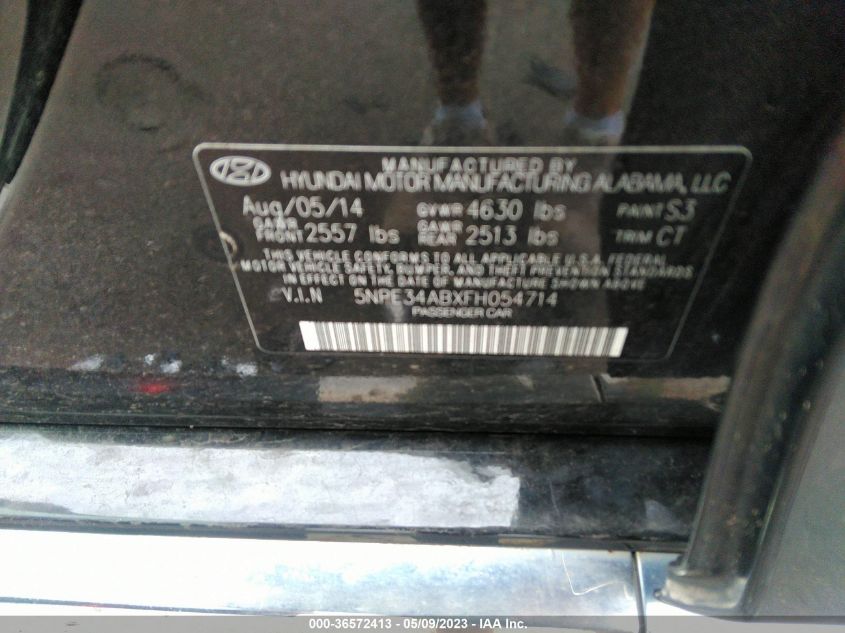 MANUFACTURED BY
HYUNDAI MOTOR MANUFACTURING ALABAMA, LLC
Aug/05/14 GVWR 4630 lbs PAINT S3
GAWR FRONT 2557 lbs GAWR REAR 2513 lbs TRIM CT
THIS VEHICLE CONFORMS TO ALL APPLICABLE U.S.A. FEDERAL
MOTOR VEHICLE SAFETY, BUMPER, AND THEFT PREVENTION STANDARDS
IN EFFECT ON THE DATE OF MANUFACTURE SHOWN ABOVE.
V.I.N 5NPE34ABXFH054714
PASSENGER CAR
000-36572413 - 05/09/2023 - IAA Inc.